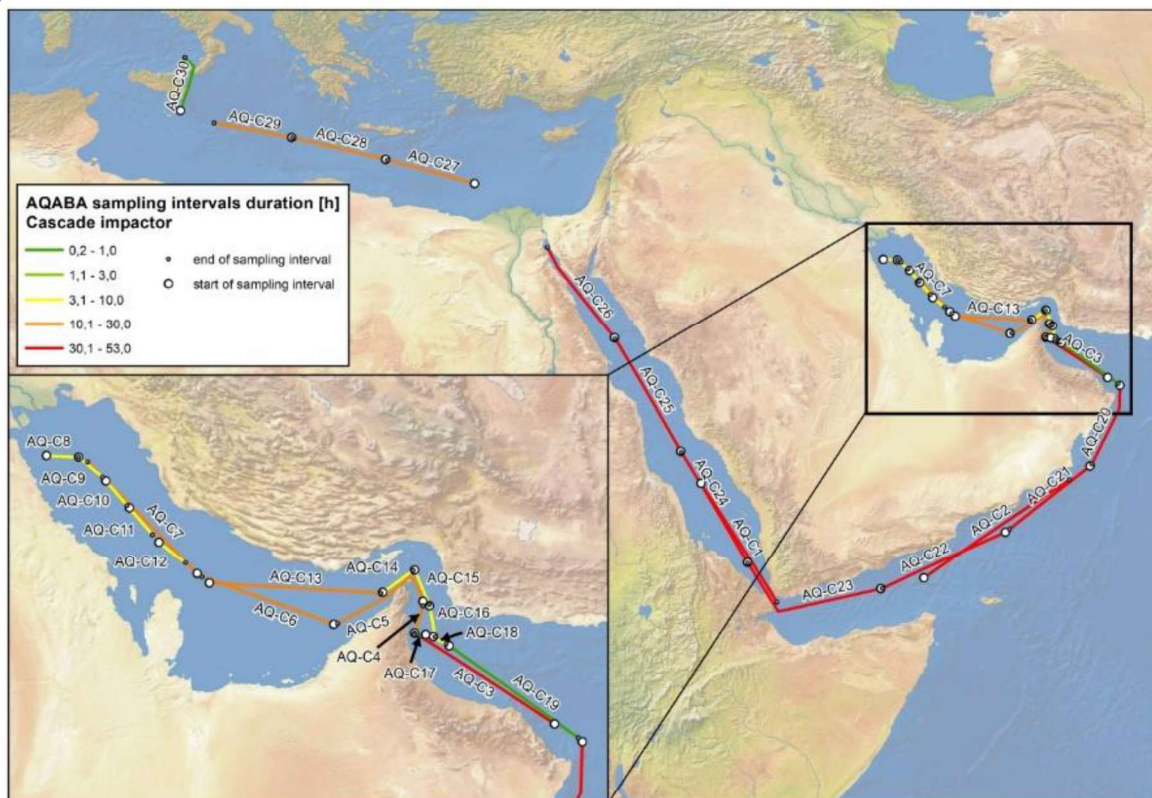 AQ-C30
AQ-C29
AQ-C28
AQ-C27
AQABA sampling intervals duration [h]
Cascade impactor
0,2 - 1,0
1,1 - 3,0
3,1 - 10,0
10,1 - 30,0
30,1 - 53,0
end of sampling interval
start of sampling interval
AQ-C26
AQ-C25
AQ-C24
AQ-C1
AQ-C23
AQ-C22
AQ-C2
AQ-C21
AQ-C20
AQ-C7
AQ-C13
AQ-C3
AQ-C8
AQ-C9
AQ-C10
AQ-C11
AQ-C7
AQ-C12
AQ-C13
AQ-C14
AQ-C15
AQ-C6
AQ-C5
AQ-C16
AQ-C4
AQ-C18
AQ-C17
AQ-C3
AQ-C19